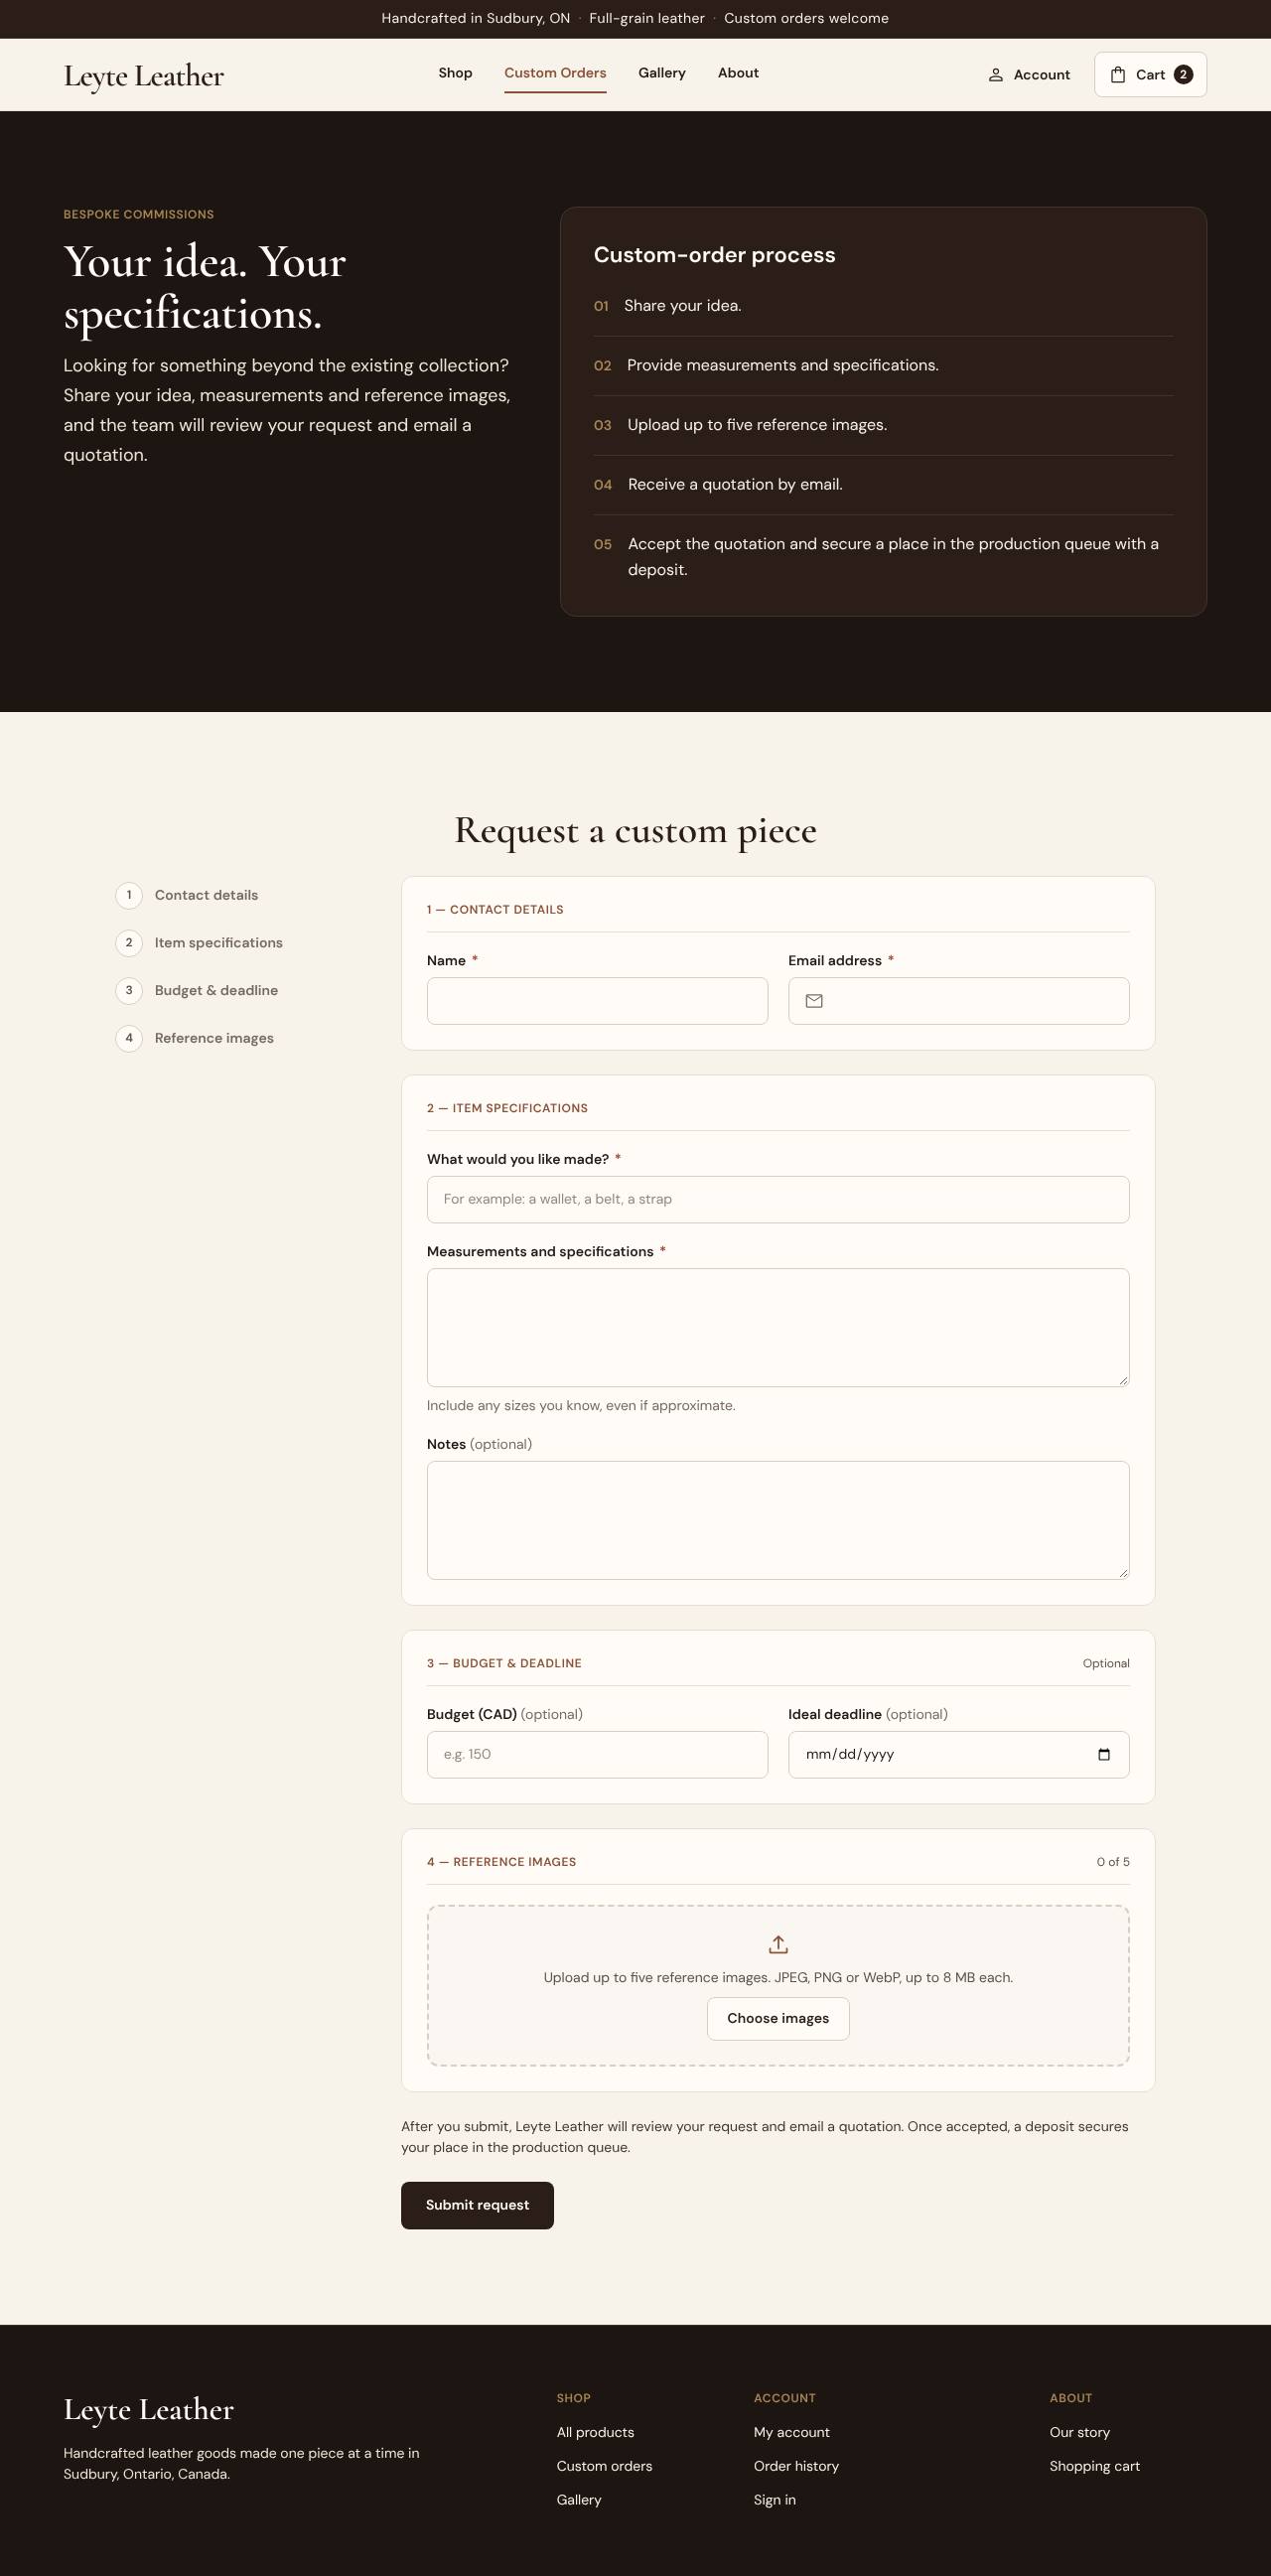 Handcrafted in Sudbury, ON · Full-grain leather · Custom orders welcome
Leyte Leather
Shop
Custom Orders
Gallery
About
Account
Cart
2
BESPOKE COMMISSIONS
Your idea. Your
specifications.
Looking for something beyond the existing collection?
Share your idea, measurements and reference images,
and the team will review your request and email a
quotation.
Custom-order process
01 Share your idea.
02 Provide measurements and specifications.
03 Upload up to five reference images.
04 Receive a quotation by email.
05 Accept the quotation and secure a place in the production queue with a
deposit.
Request a custom piece
1 Contact details
2 Item specifications
3 Budget & deadline
4 Reference images
1 — CONTACT DETAILS
Name *
Email address *
2 — ITEM SPECIFICATIONS
What would you like made? *
For example: a wallet, a belt, a strap
Measurements and specifications *
Include any sizes you know, even if approximate.
Notes (optional)
3 — BUDGET & DEADLINE
Optional
Budget (CAD) (optional)
e.g. 150
Ideal deadline (optional)
mm/dd/yyyy
4 — REFERENCE IMAGES
0 of 5
Upload up to five reference images. JPEG, PNG or WebP, up to 8 MB each.
Choose images
After you submit, Leyte Leather will review your request and email a quotation. Once accepted, a deposit secures
your place in the production queue.
Submit request
Leyte Leather
Handcrafted leather goods made one piece at a time in
Sudbury, Ontario, Canada.
SHOP
All products
Custom orders
Gallery
ACCOUNT
My account
Order history
Sign in
ABOUT
Our story
Shopping cart